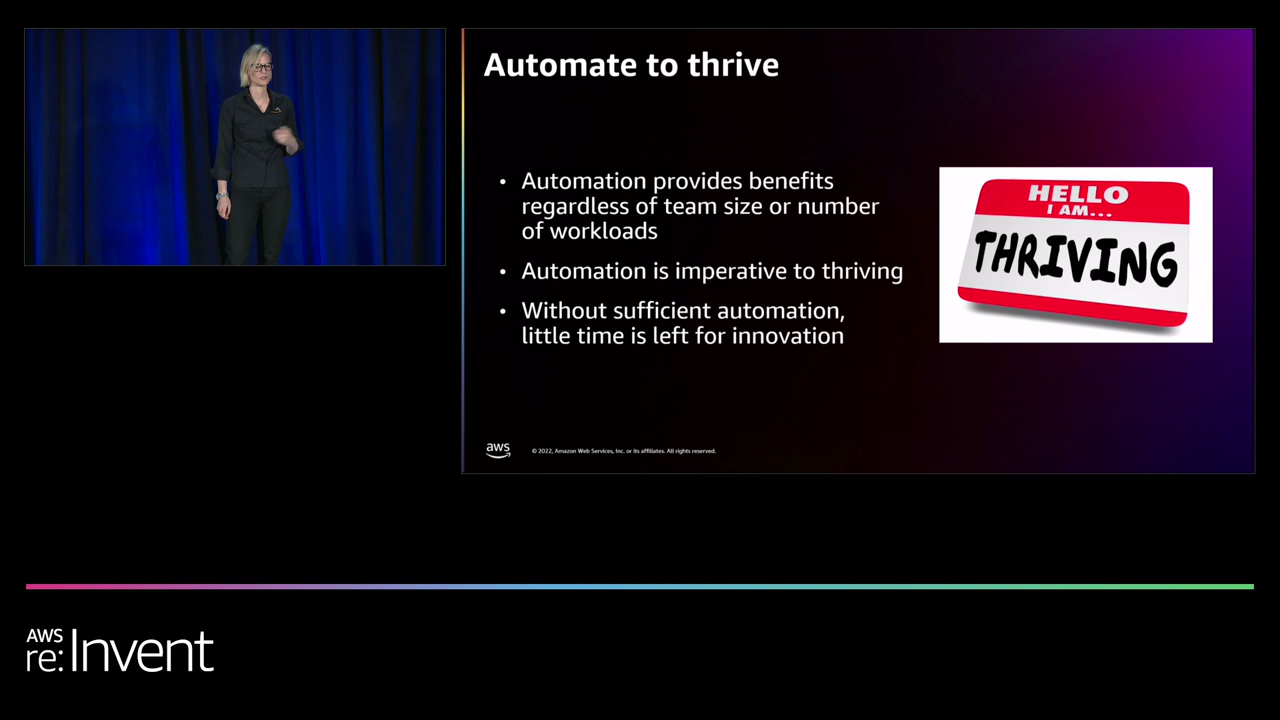 Automate to thrive
• Automation provides benefits
regardless of team size or number
of workloads
• Automation is imperative to thriving
• Without sufficient automation,
little time is left for innovation
HELLO
I AM...
THRIVING
aws
© 2022, Amazon Web Services, Inc. or its affiliates. All rights reserved.
AWS
re:Invent